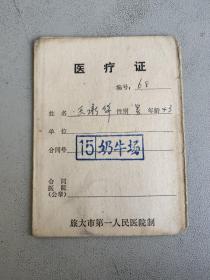 医疗证
编号：68
姓名 王淑华 性别 男 年龄 43
单位
合同号 15 奶牛场
合同
医院
(公章)
旅大市第一人民医院制